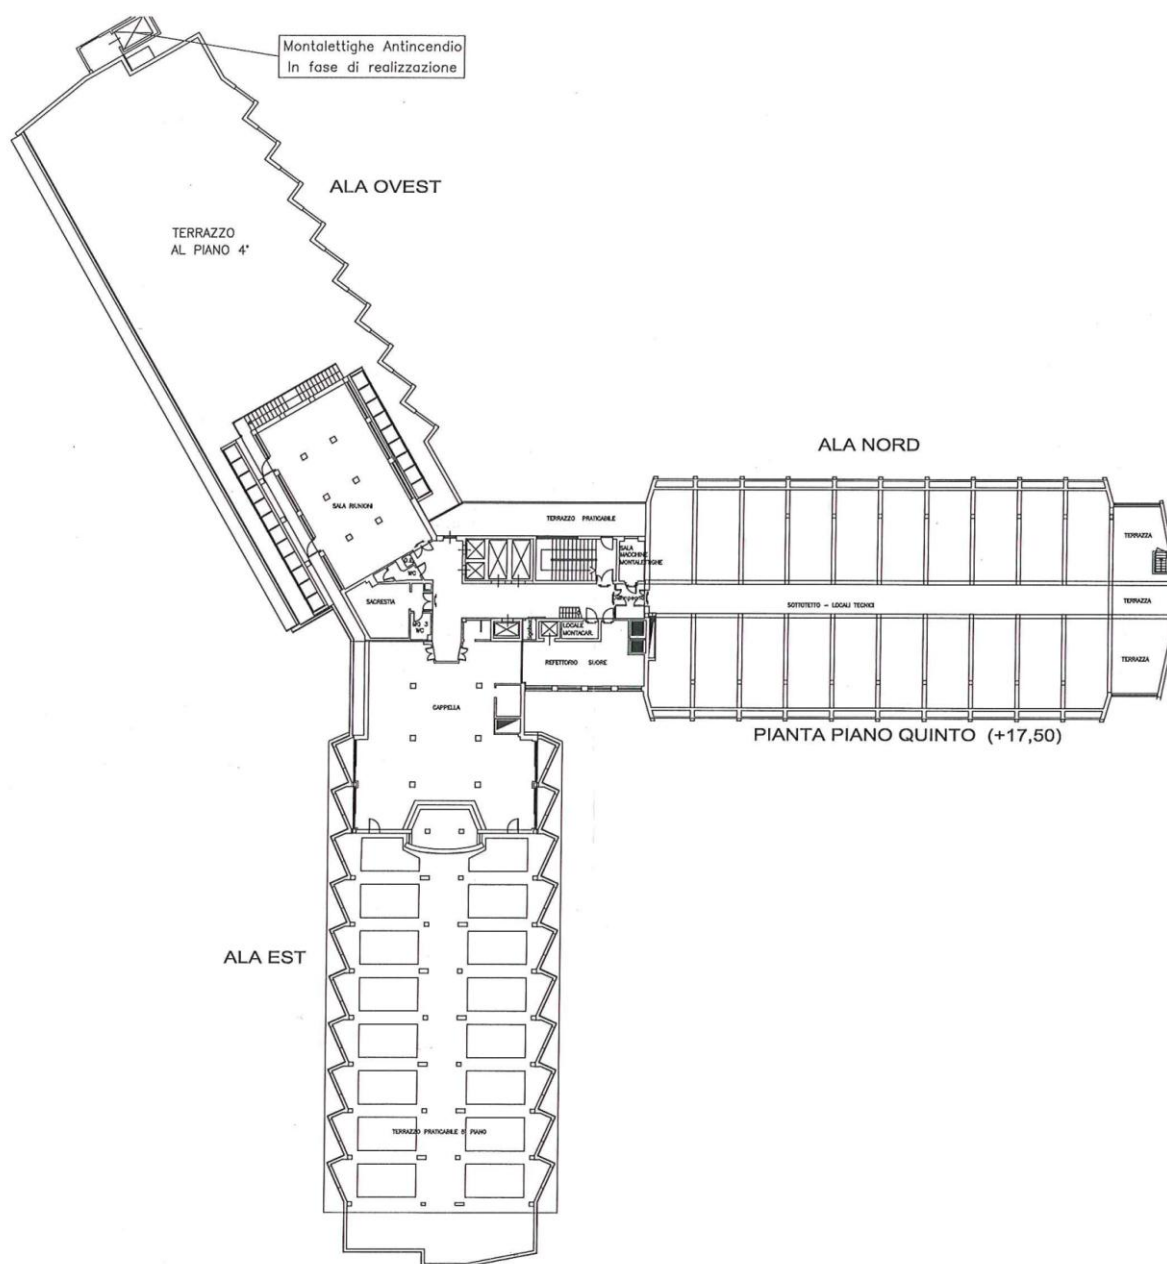 Montalettighe Antincendio
In fase di realizzazione
ALA OVEST
TERRAZZO
AL PIANO 4°
ALA NORD
SALA RIUNIONI
TERRAZZO PRATICABILE
TERRAZZA
SALA
MACCHINE
MONTALETTIGHE
WC
SACRESTIA
SOTTOTETTO - LOCALI TECNICI
TERRAZZA
WC
LOCALE
MONTACAR.
REFETTORIO SUORE
TERRAZZA
CAPPELLA
PIANTA PIANO QUINTO (+17,50)
ALA EST
TERRAZZO PRATICABILE 5° PIANO